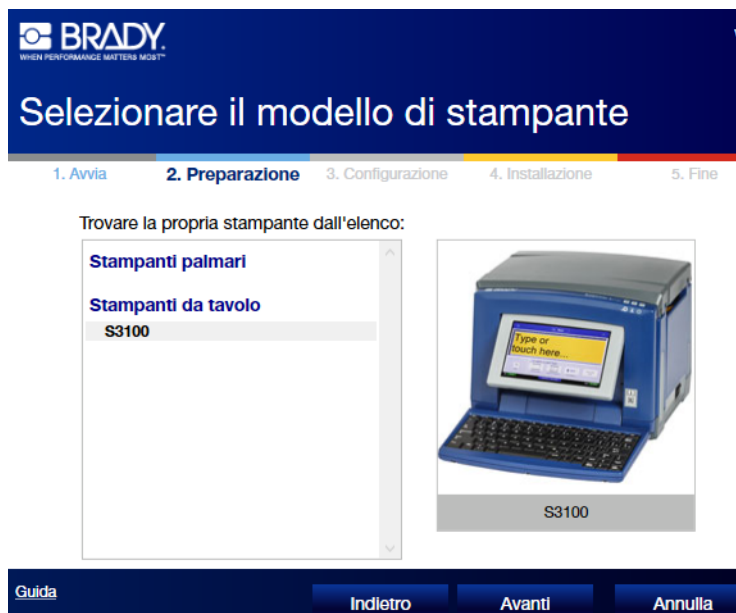 BRADY.
WHEN PERFORMANCE MATTERS MOST™
Selezionare il modello di stampante
1. Avvia 2. Preparazione 3. Configurazione 4. Installazione 5. Fine
Trovare la propria stampante dall'elenco:
Stampanti palmari
Stampanti da tavolo
S3100
Type or
touch here...
S3100
Guida
Indietro Avanti Annulla